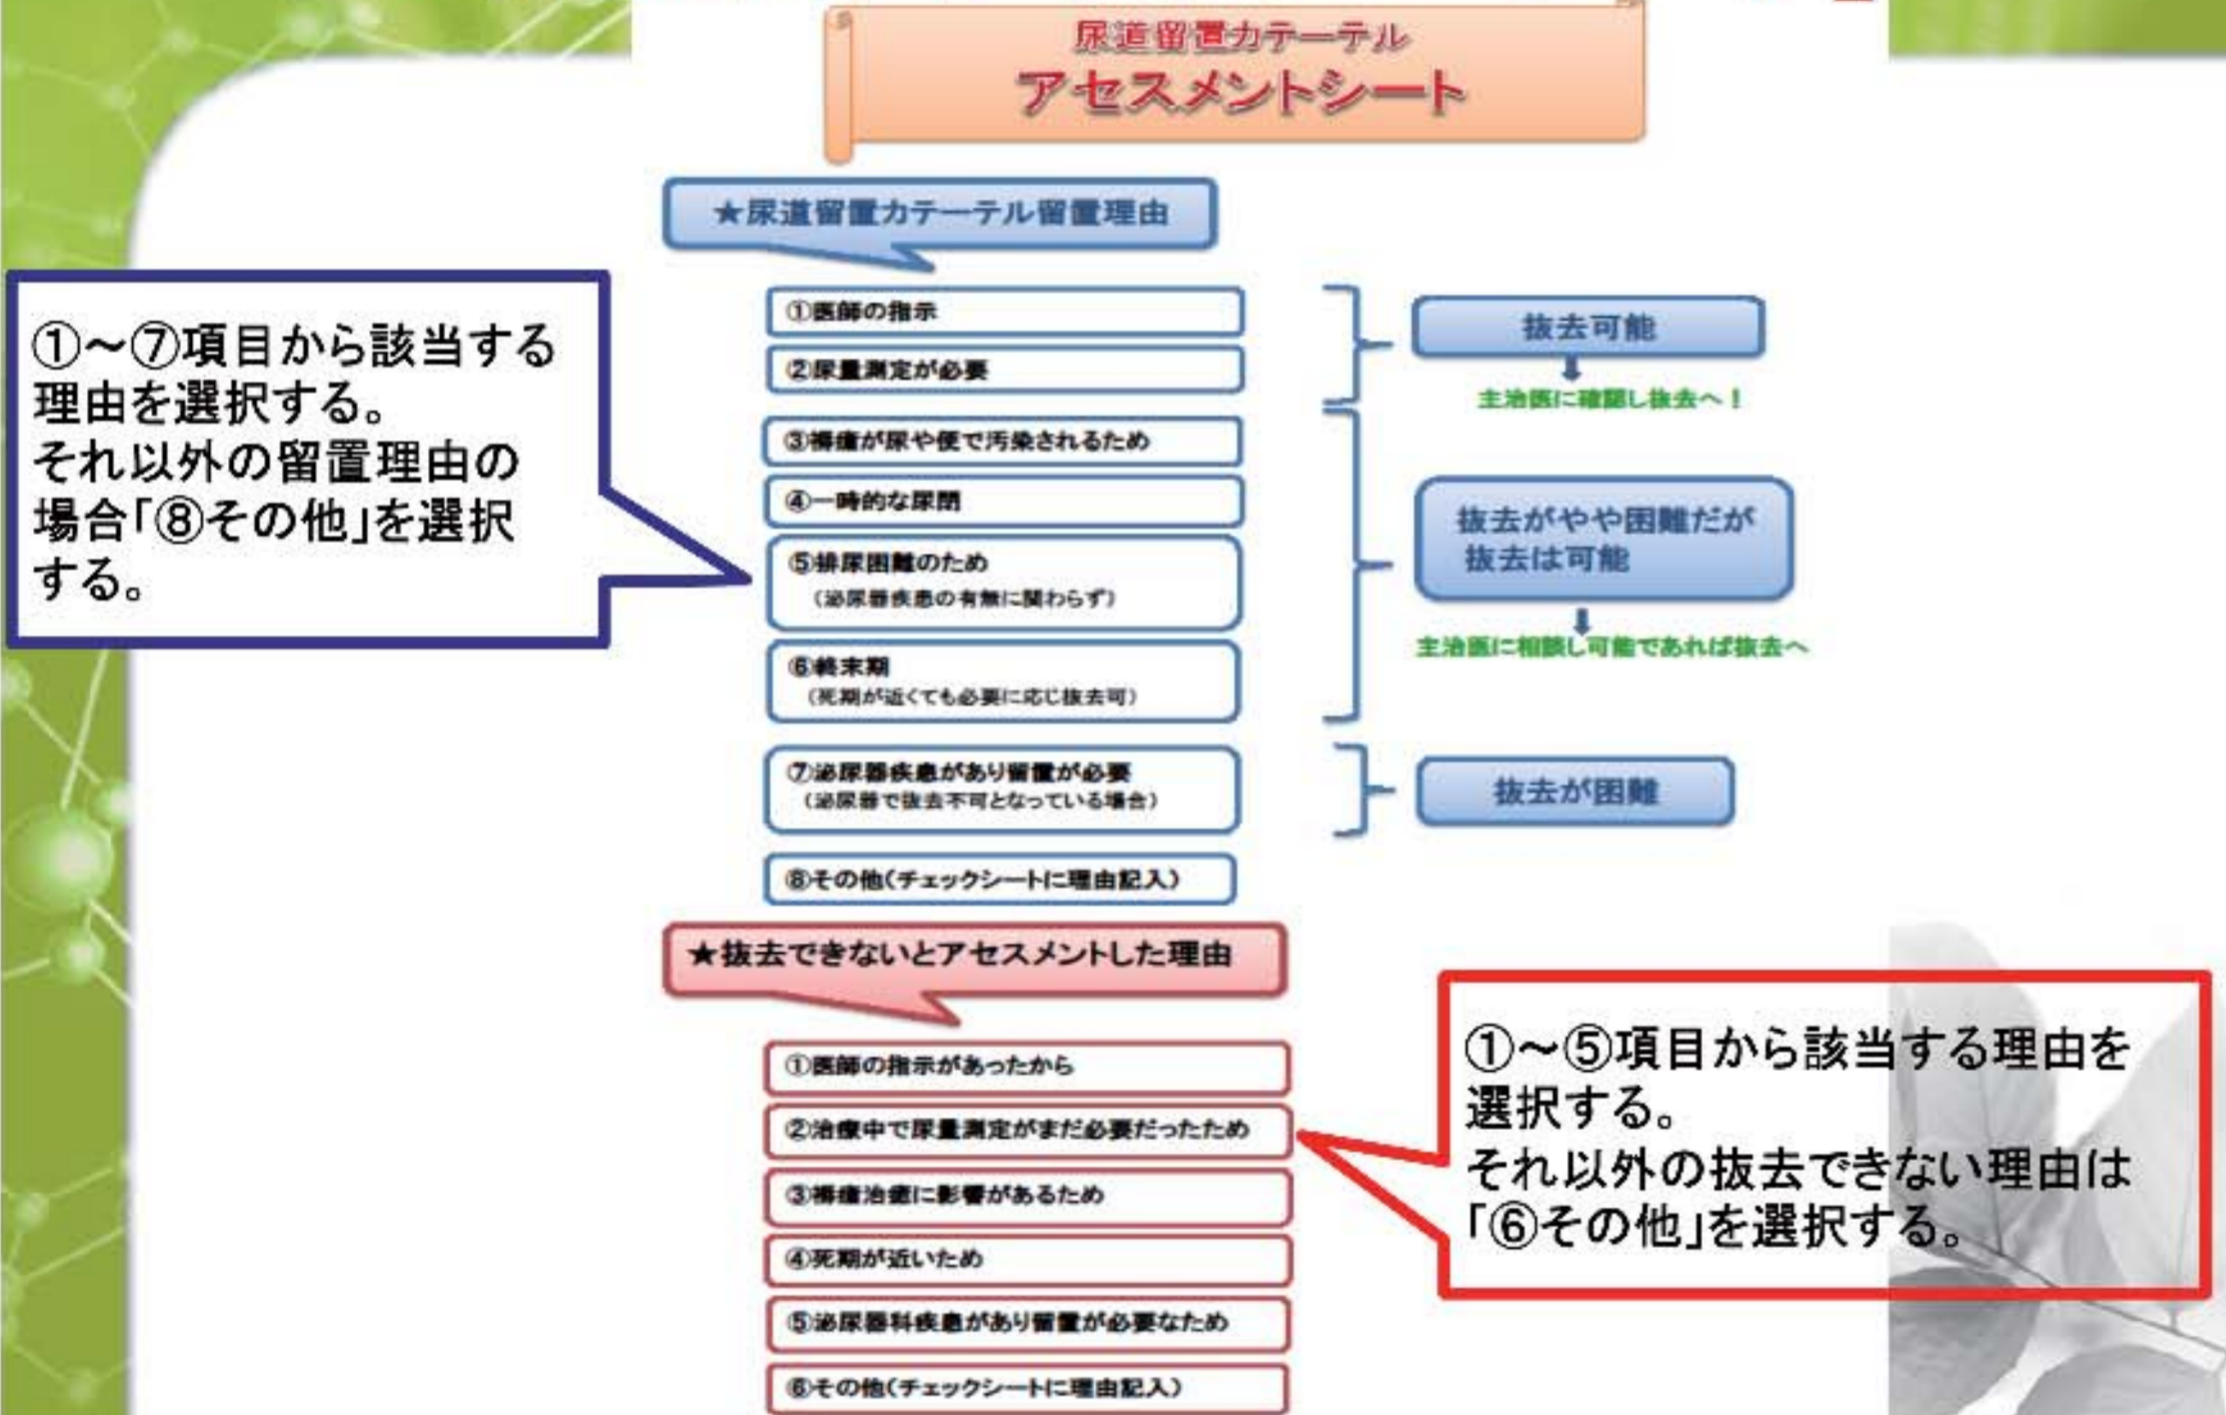 尿道留置カテーテル
アセスメントシート
★尿道留置カテーテル留置理由
①～⑦項目から該当する
理由を選択する。
それ以外の留置理由の
場合「⑧その他」を選択
する。
①医師の指示
②尿量測定が必要
抜去可能
主治医に確認し抜去へ！
③褥瘡が尿や便で汚染されるため
④一時的な尿閉
⑤排尿困難のため
（泌尿器疾患の有無に関わらず）
⑥終末期
（死期が近くても必要に応じ抜去可）
抜去がやや困難だが
抜去は可能
主治医に相談し可能であれば抜去へ
⑦泌尿器疾患があり留置が必要
（泌尿器で抜去不可となっている場合）
抜去が困難
⑧その他（チェックシートに理由記入）
★抜去できないとアセスメントした理由
①医師の指示があったから
②治療中で尿量測定がまだ必要だったため
③褥瘡治癒に影響があるため
④死期が近いため
⑤泌尿器科疾患があり留置が必要なため
⑥その他（チェックシートに理由記入）
①～⑤項目から該当する理由を
選択する。
それ以外の抜去できない理由は
「⑥その他」を選択する。